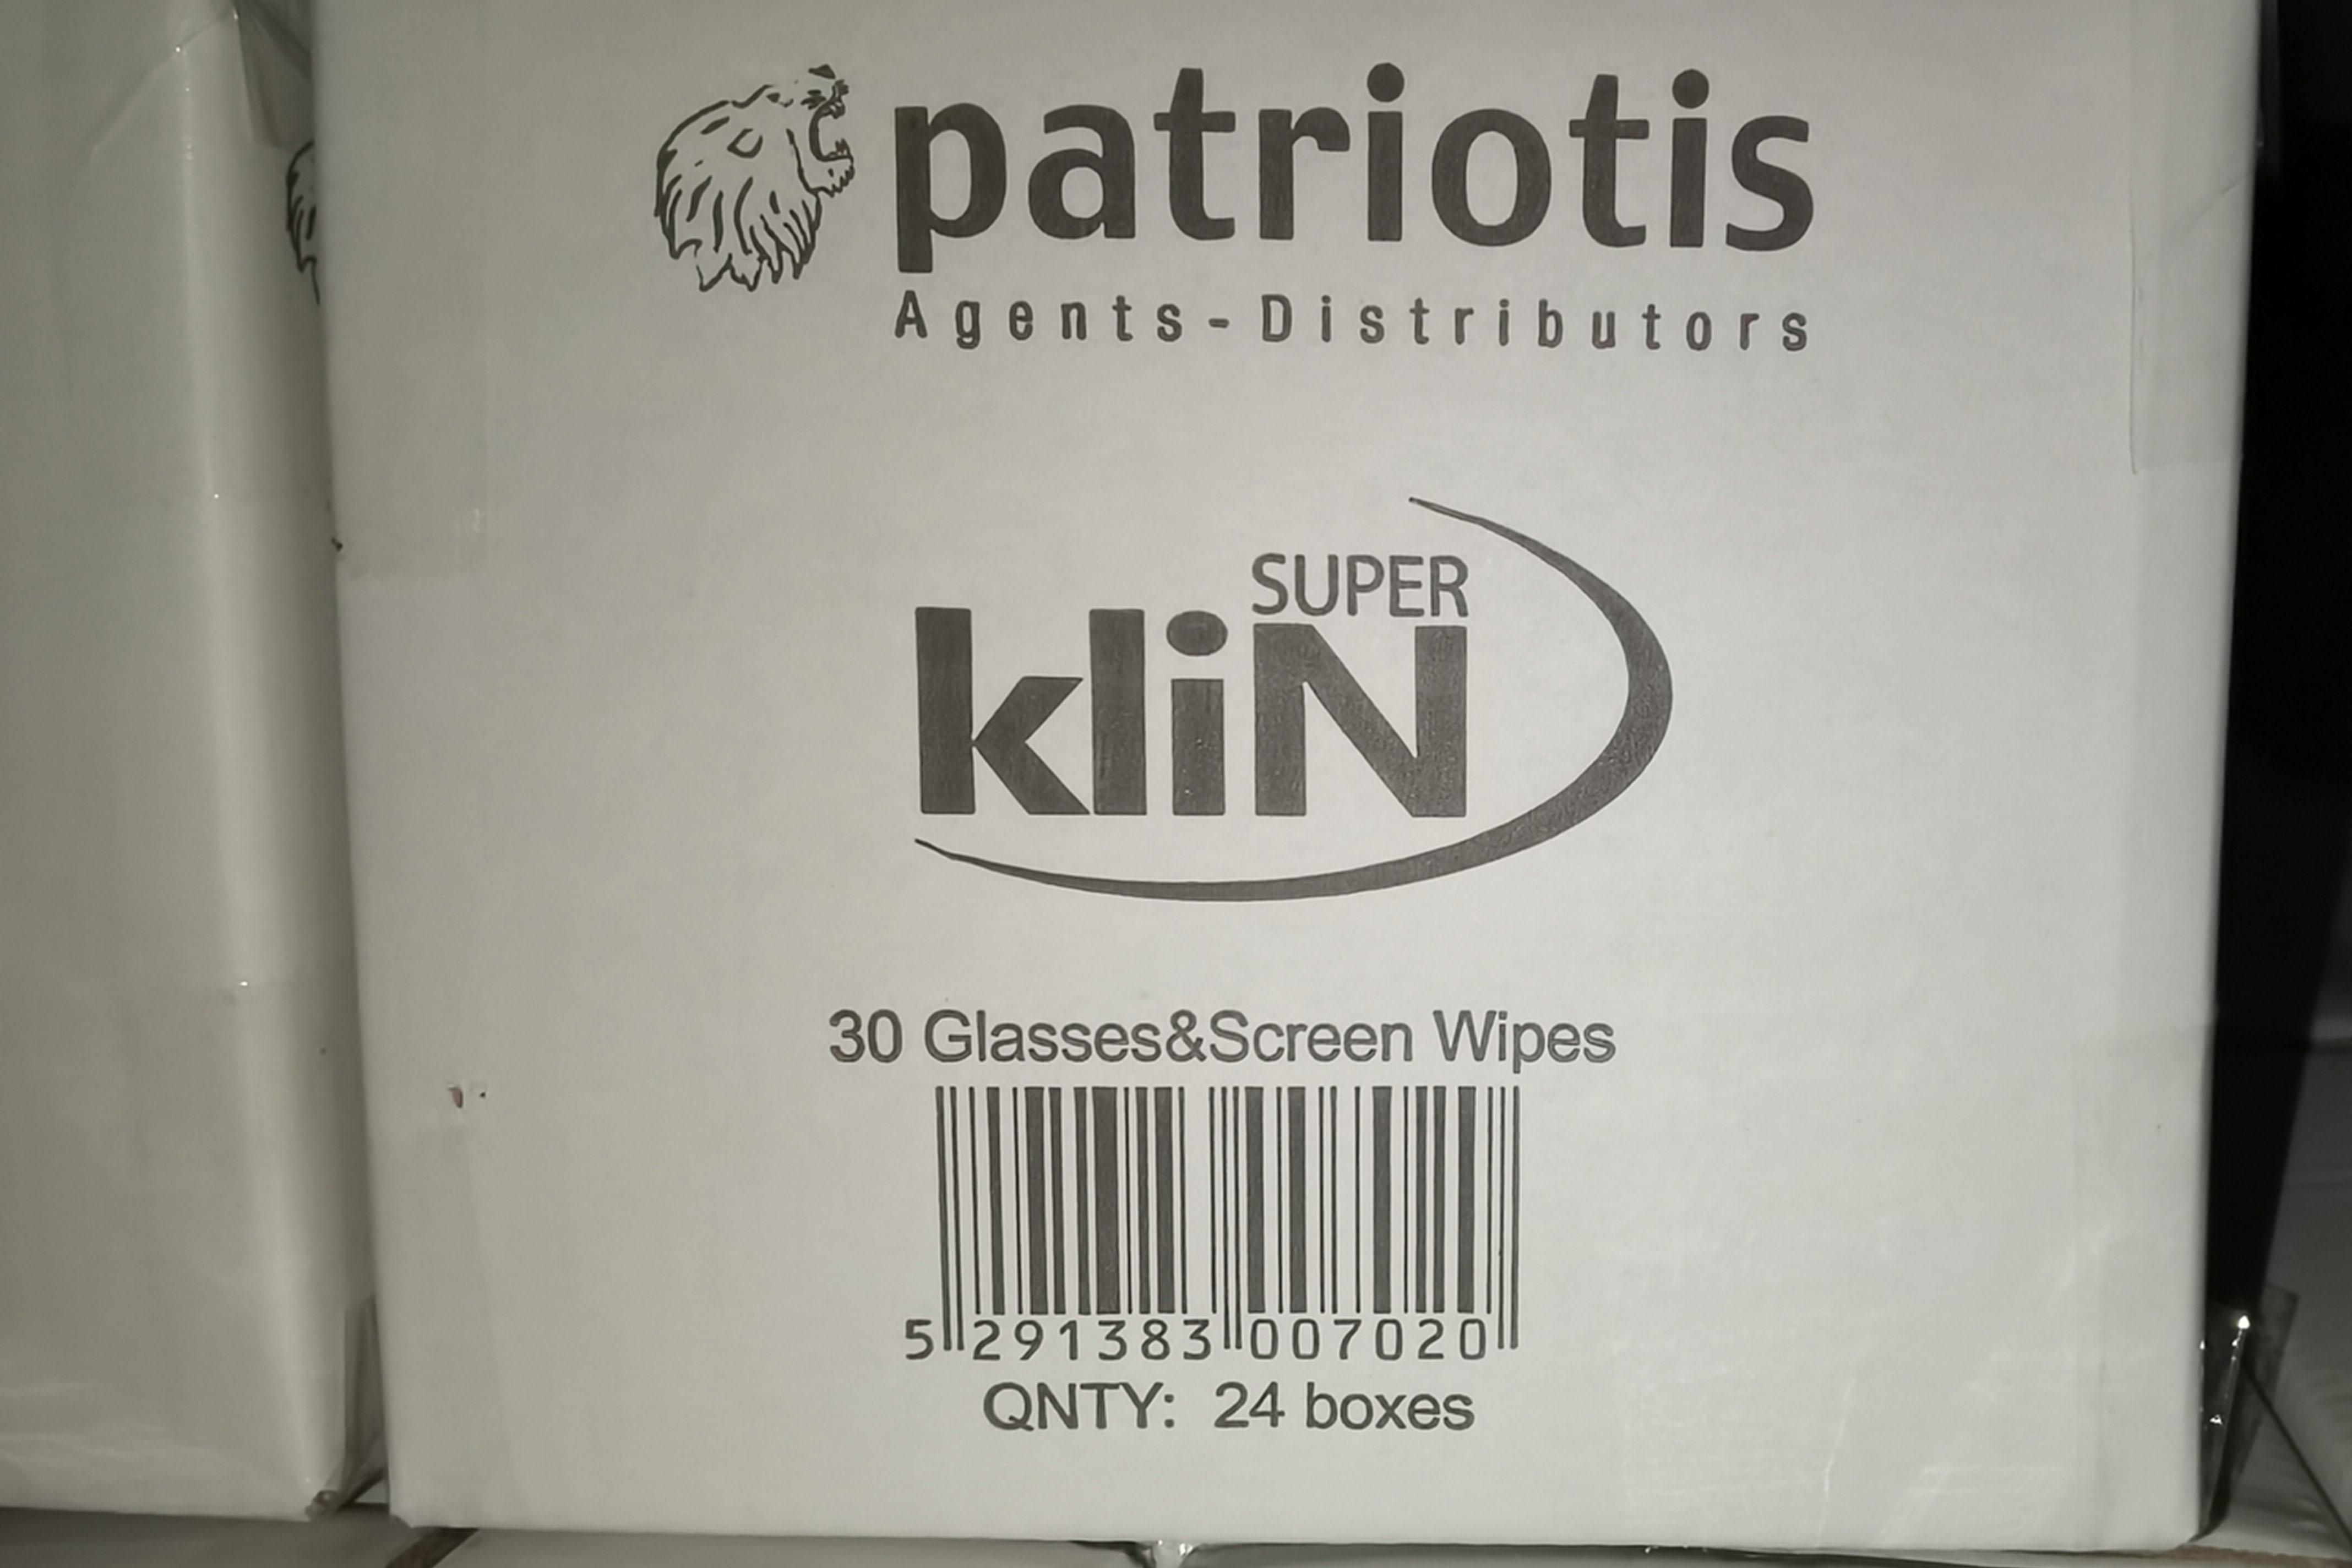 patriotis
Agents-Distributors
SUPER
kliN
30 Glasses&Screen Wipes
5 291383 007020
QNTY: 24 boxes